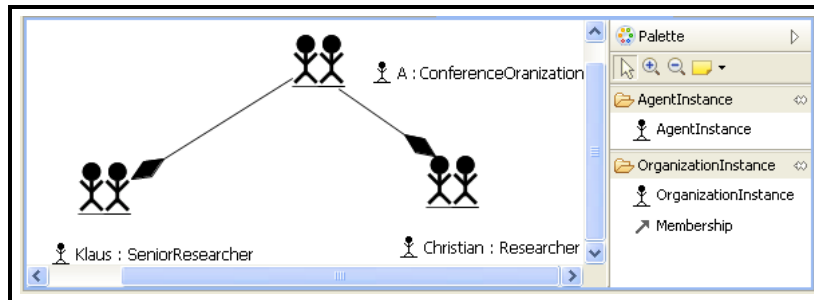 A : ConferenceOranization
Klaus : SeniorResearcher
Christian : Researcher
Palette
AgentInstance
AgentInstance
OrganizationInstance
OrganizationInstance
Membership